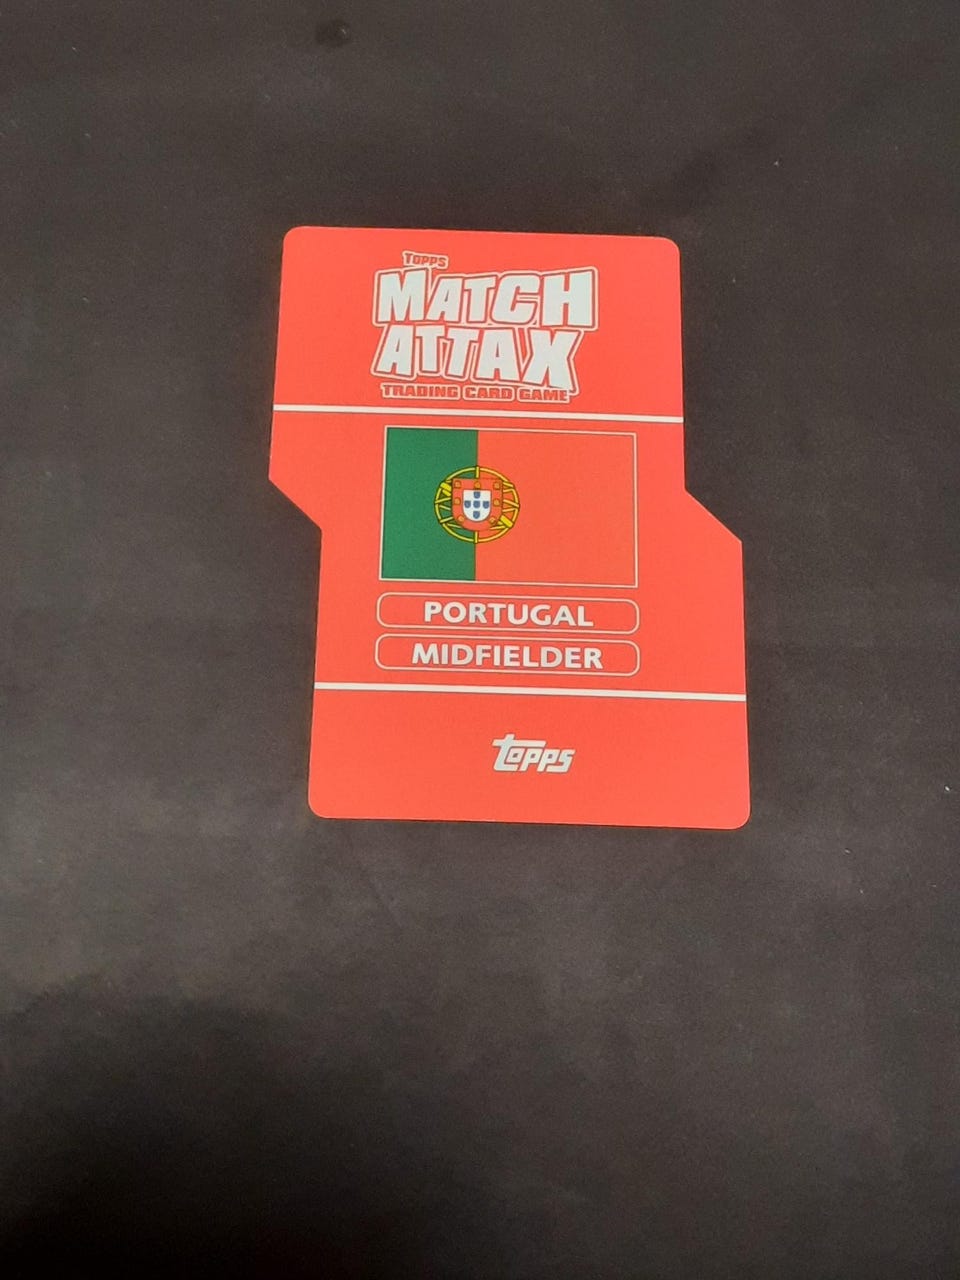 TOPPS
MATCH
ATTAX
TRADING CARD GAME
PORTUGAL
MIDFIELDER
topps